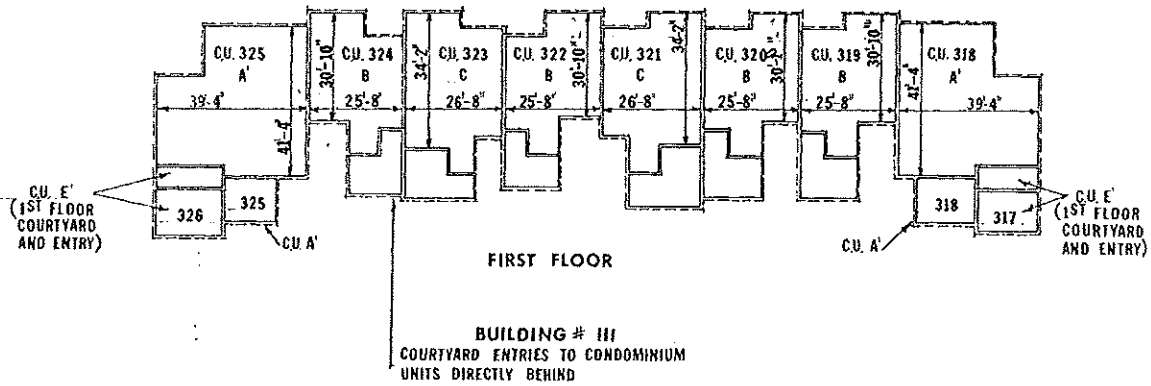 C.U. 325
A'
39'-4"
41'-4"
C.U. 324
B
30'-10"
25'-8"
C.U. 323
C
34'-2"
26'-8"
C.U. 322
B
30'-10"
25'-8"
C.U. 321
C
34'-2"
26'-8"
C.U. 320
B
25'-8"
C.U. 319
B
30'-10"
25'-8"
C.U. 318
A'
41'-4"
39'-4"
C.U. E'
(1ST FLOOR
COURTYARD
AND ENTRY)
326
325
C.U. A'
318
317
C.U. A'
C.U. E'
(1ST FLOOR
COURTYARD
AND ENTRY)
FIRST FLOOR
BUILDING # III
COURTYARD ENTRIES TO CONDOMINIUM
UNITS DIRECTLY BEHIND